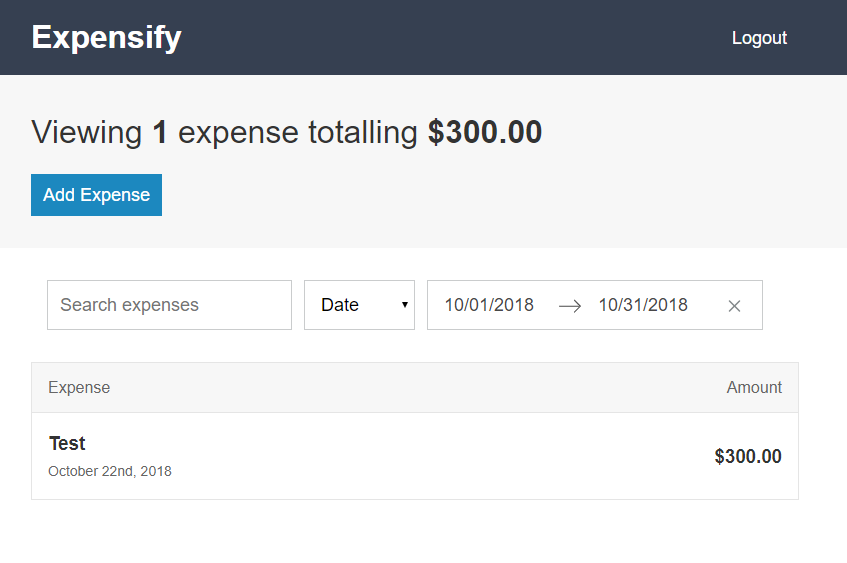 Expensify
Logout
Viewing 1 expense totalling $300.00
Add Expense
Search expenses
Date
10/01/2018
10/31/2018
Expense
Amount
Test
$300.00
October 22nd, 2018